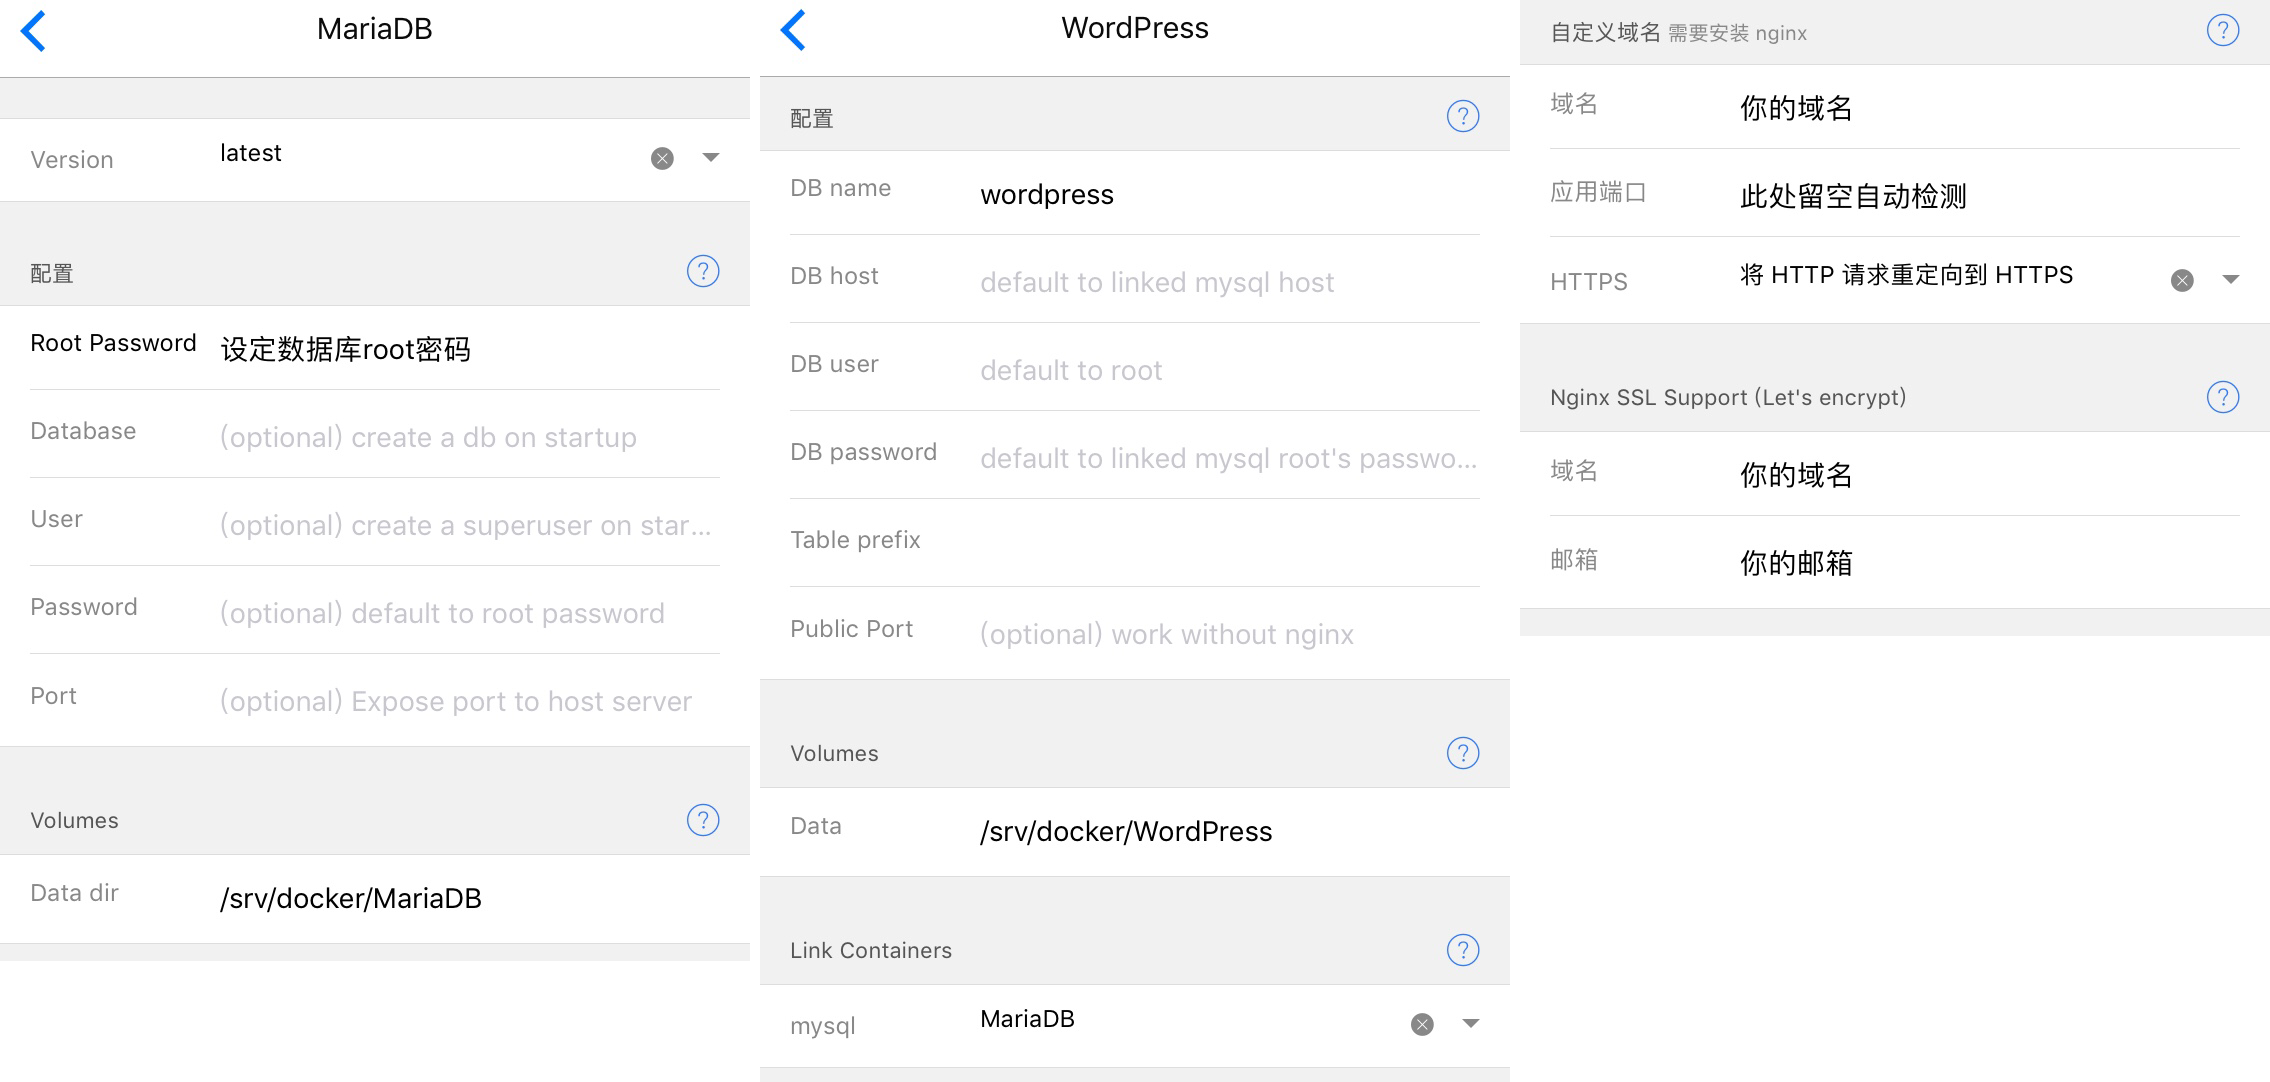 MariaDB
Version
latest
配置
Root Password
设定数据库root密码
Database
(optional) create a db on startup
User
(optional) create a superuser on star...
Password
(optional) default to root password
Port
(optional) Expose port to host server
Volumes
Data dir
/srv/docker/MariaDB
WordPress
配置
DB name
wordpress
DB host
default to linked mysql host
DB user
default to root
DB password
default to linked mysql root's passwo...
Table prefix
Public Port
(optional) work without nginx
Volumes
Data
/srv/docker/WordPress
Link Containers
mysql
MariaDB
自定义域名 需要安装 nginx
域名
你的域名
应用端口
此处留空自动检测
HTTPS
将 HTTP 请求重定向到 HTTPS
Nginx SSL Support (Let's encrypt)
域名
你的域名
邮箱
你的邮箱